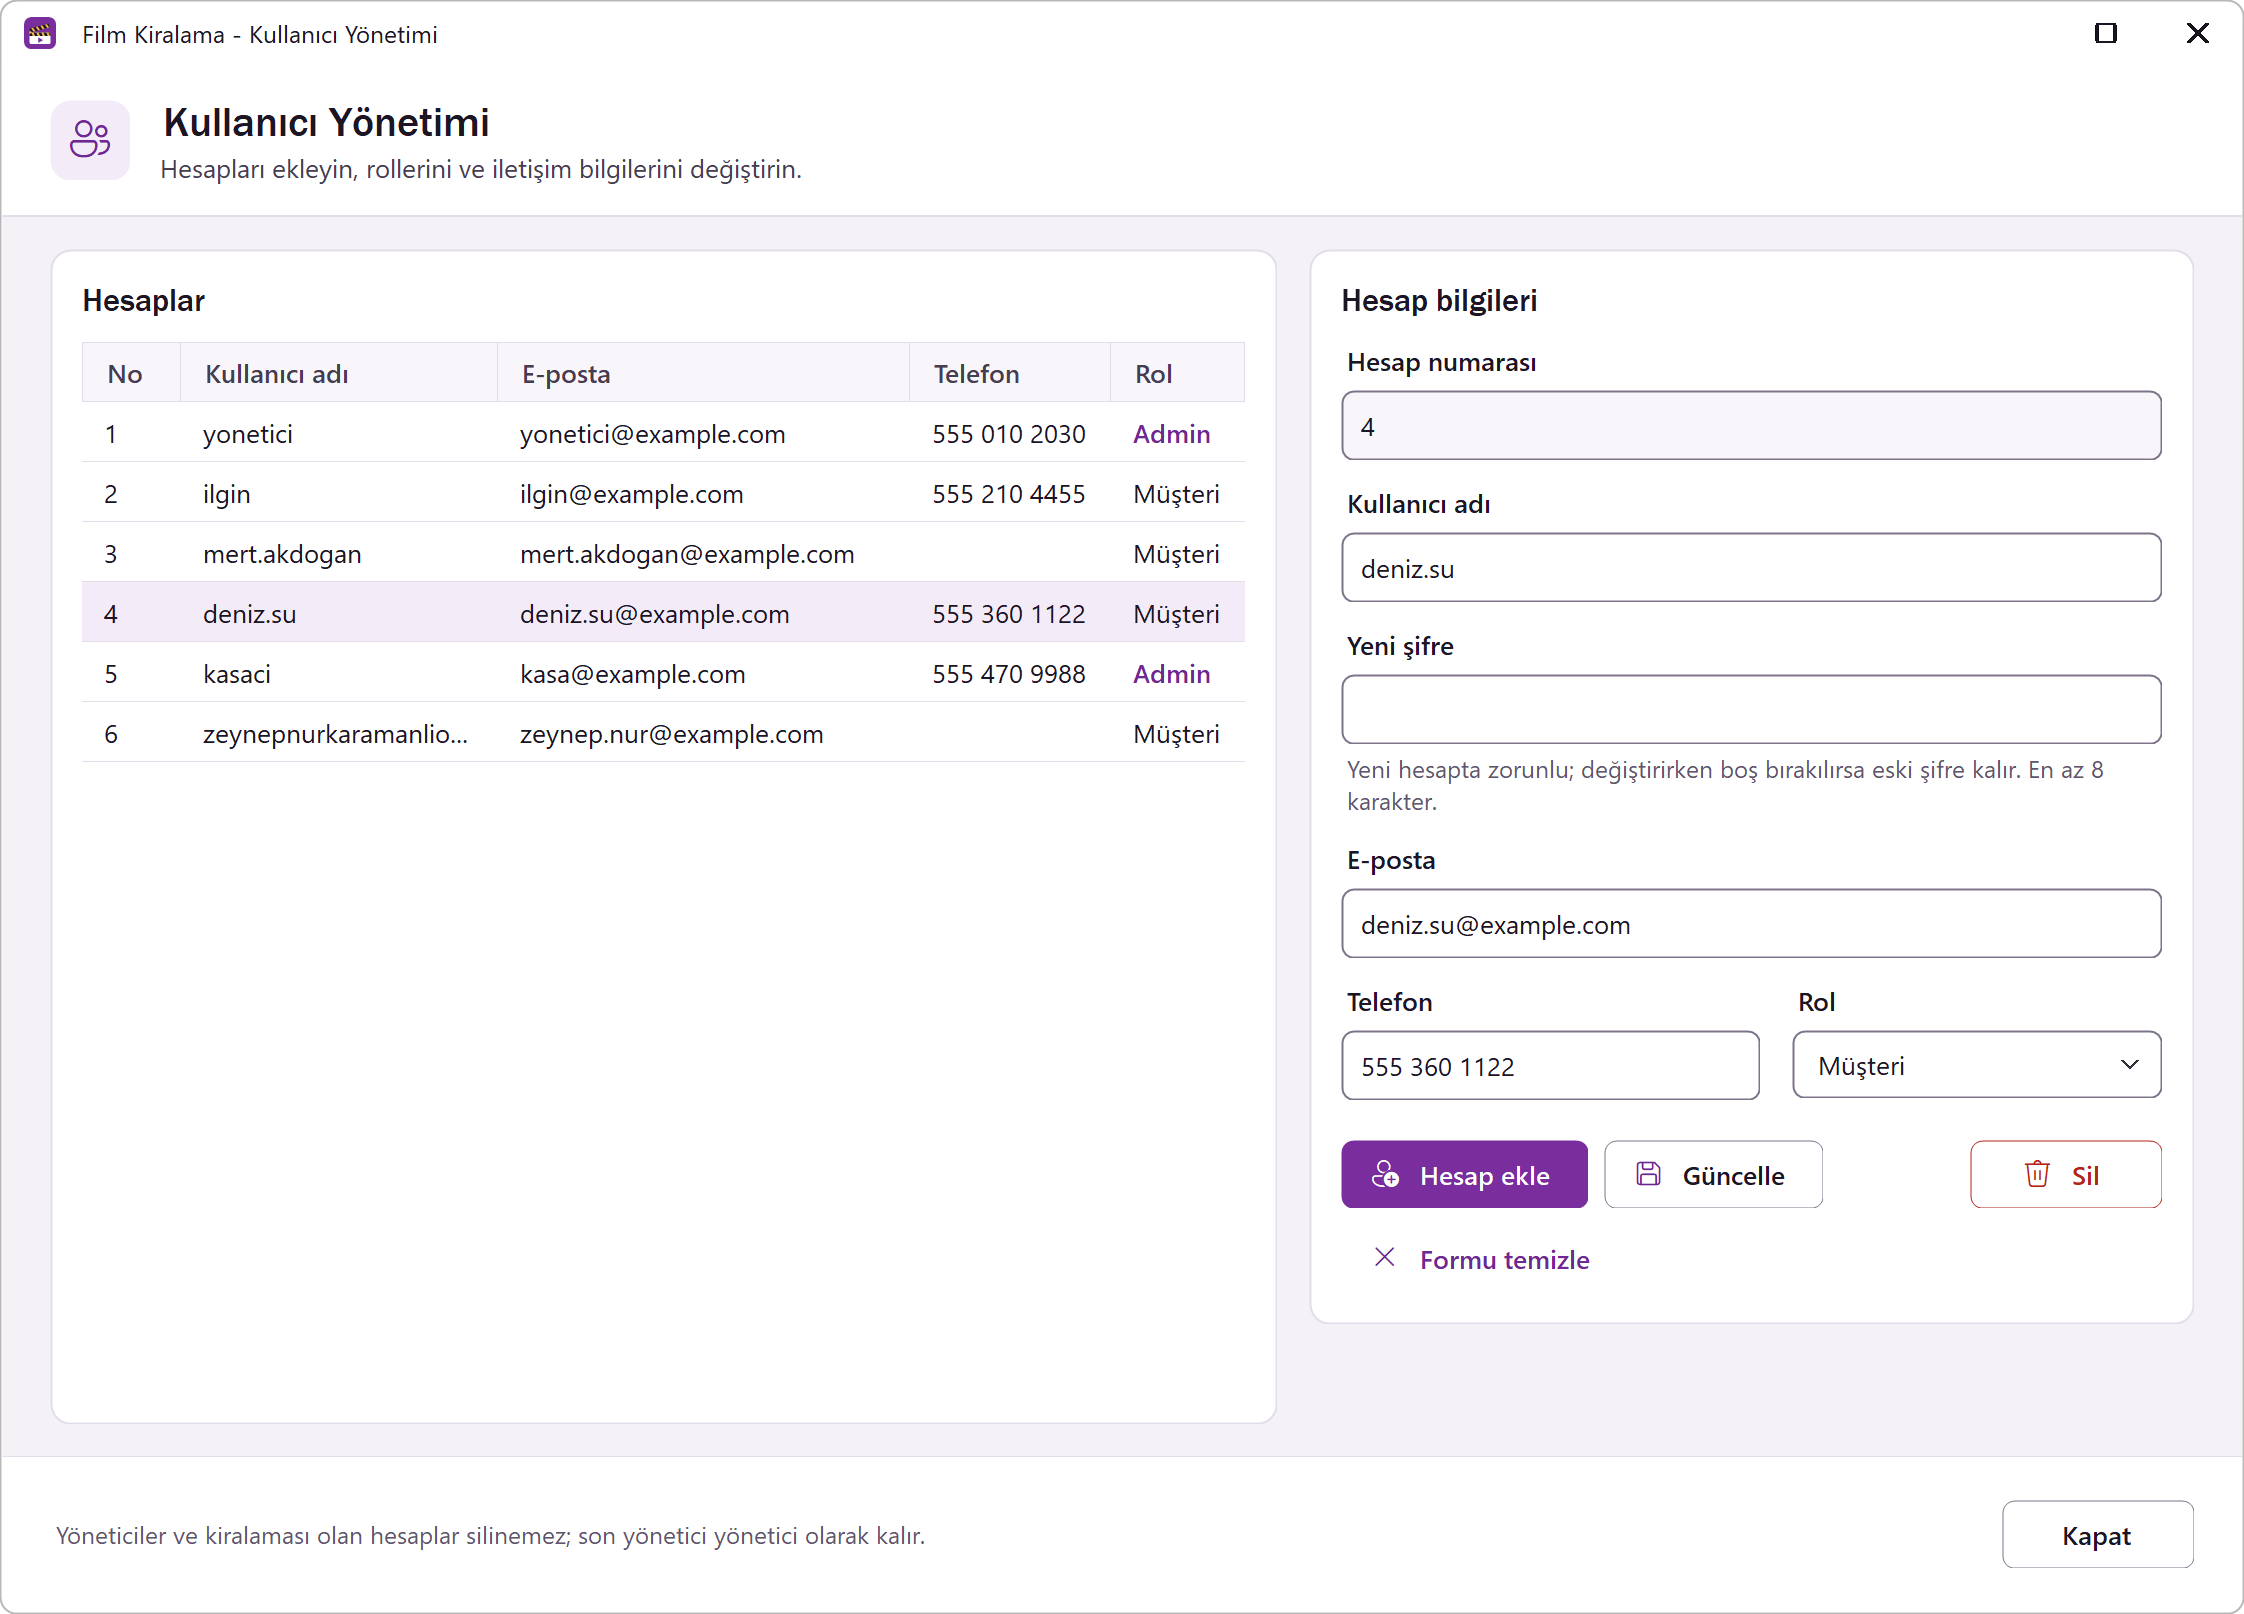 Film Kiralama - Kullanıcı Yönetimi
Kullanıcı Yönetimi
Hesapları ekleyin, rollerini ve iletişim bilgilerini değiştirin.
Hesaplar
No Kullanıcı adı E-posta Telefon Rol
1 yonetici yonetici@example.com 555 010 2030 Admin
2 ilgin ilgin@example.com 555 210 4455 Müşteri
3 mert.akdogan mert.akdogan@example.com Müşteri
4 deniz.su deniz.su@example.com 555 360 1122 Müşteri
5 kasaci kasa@example.com 555 470 9988 Admin
6 zeynepnurkaramanlio... zeynep.nur@example.com Müşteri
Hesap bilgileri
Hesap numarası
4
Kullanıcı adı
deniz.su
Yeni şifre
Yeni hesapta zorunlu; değiştirirken boş bırakılırsa eski şifre kalır. En az 8
karakter.
E-posta
deniz.su@example.com
Telefon Rol
555 360 1122 Müşteri
Hesap ekle Güncelle Sil
Formu temizle
Yöneticiler ve kiralaması olan hesaplar silinemez; son yönetici yönetici olarak kalır.
Kapat